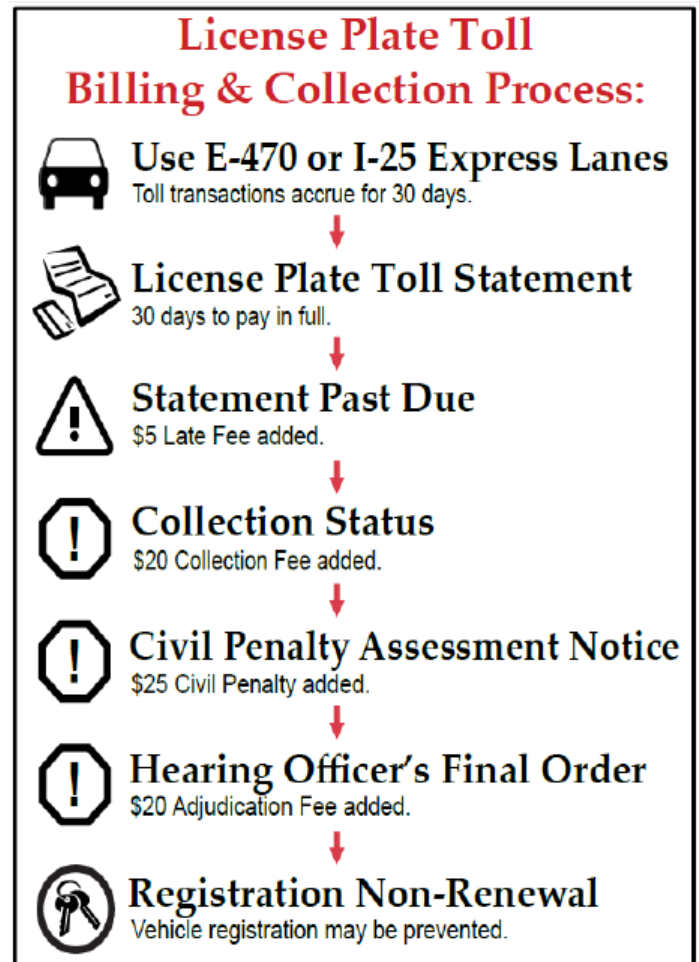 License Plate Toll
Billing & Collection Process:
Use E-470 or I-25 Express Lanes
Toll transactions accrue for 30 days.
License Plate Toll Statement
30 days to pay in full.
Statement Past Due
$5 Late Fee added.
Collection Status
$20 Collection Fee added.
Civil Penalty Assessment Notice
$25 Civil Penalty added.
Hearing Officer's Final Order
$20 Adjudication Fee added.
Registration Non-Renewal
Vehicle registration may be prevented.